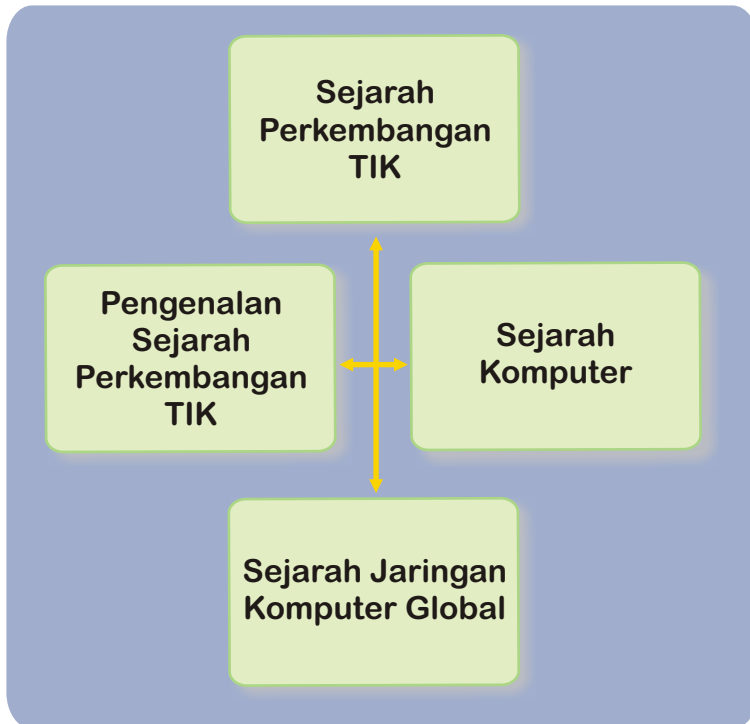 Sejarah
Perkembangan
TIK
Pengenalan
Sejarah
Perkembangan
TIK
Sejarah
Komputer
Sejarah Jaringan
Komputer Global